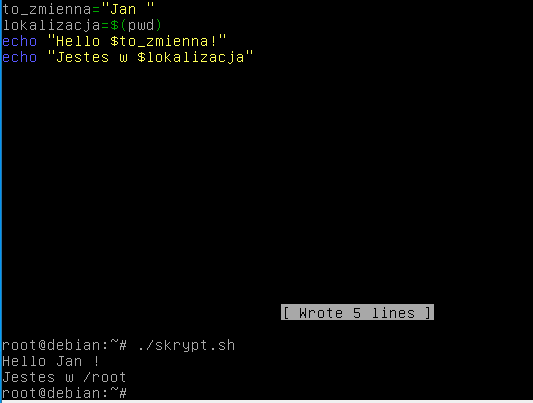 to_zmienna="Jan "
lokalizacja=$(pwd)
echo "Hello $to_zmienna!"
echo "Jestes w $lokalizacja"
[ Wrote 5 lines ]
root@debian:~# ./skrypt.sh
Hello Jan !
Jestes w /root
root@debian:~#